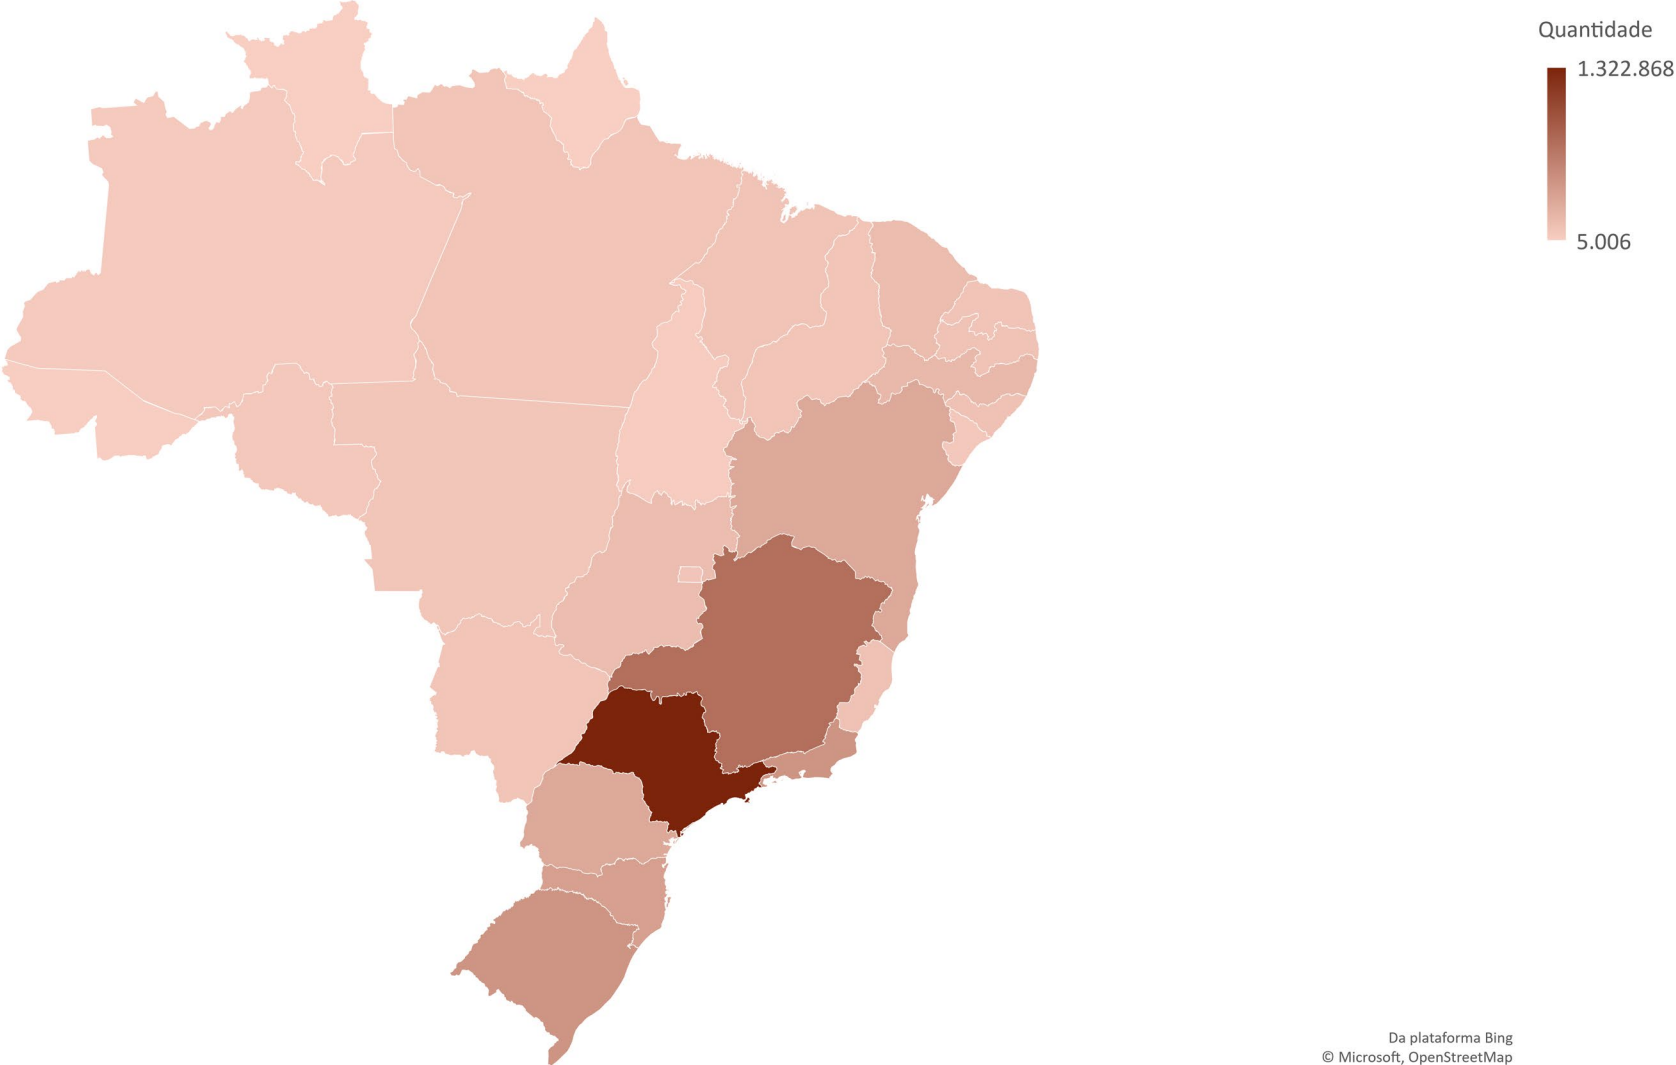 Quantidade
1.322.868
5.006
Da plataforma Bing
© Microsoft, OpenStreetMap